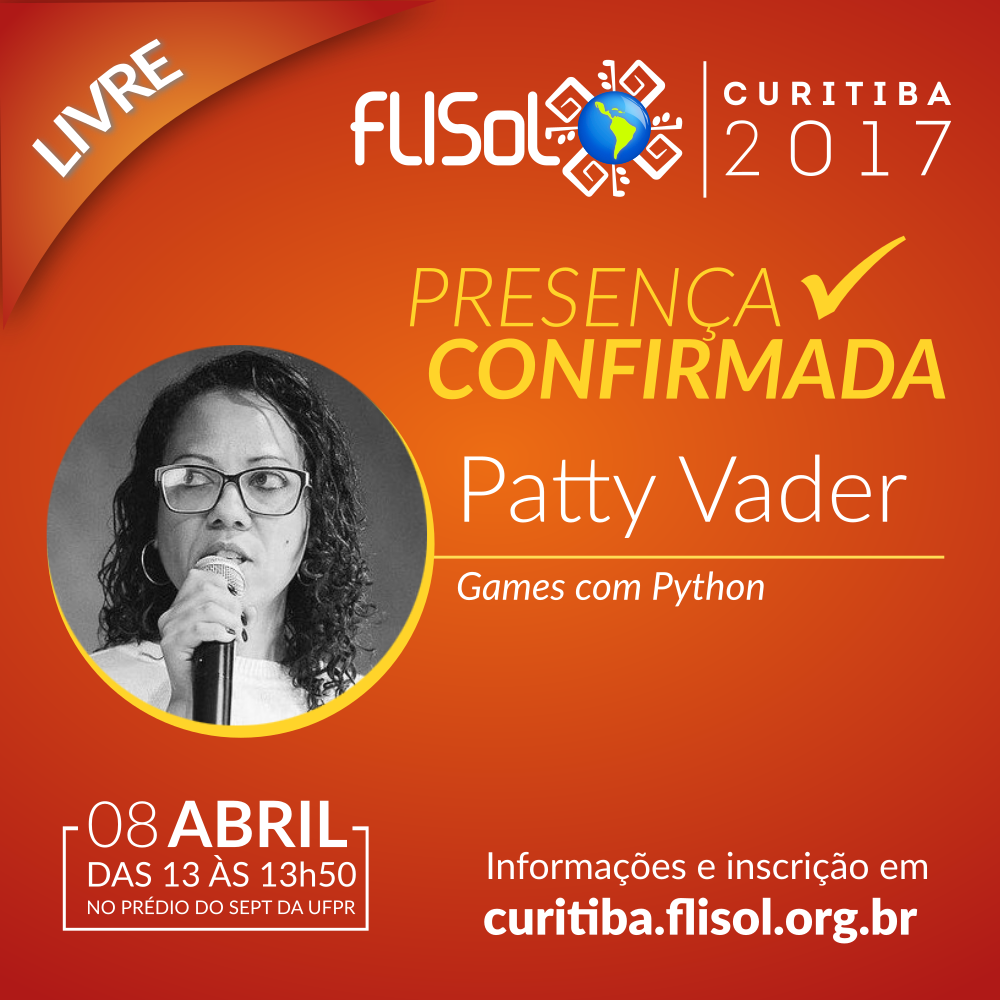 LIVRE
FLISoL
CURITIBA
2017
PRESENÇA
CONFIRMADA
Patty Vader
Games com Python
08 ABRIL
DAS 13 ÀS 13h50
NO PRÉDIO DO SEPT DA UFPR
Informações e inscrição em
curitiba.flisol.org.br